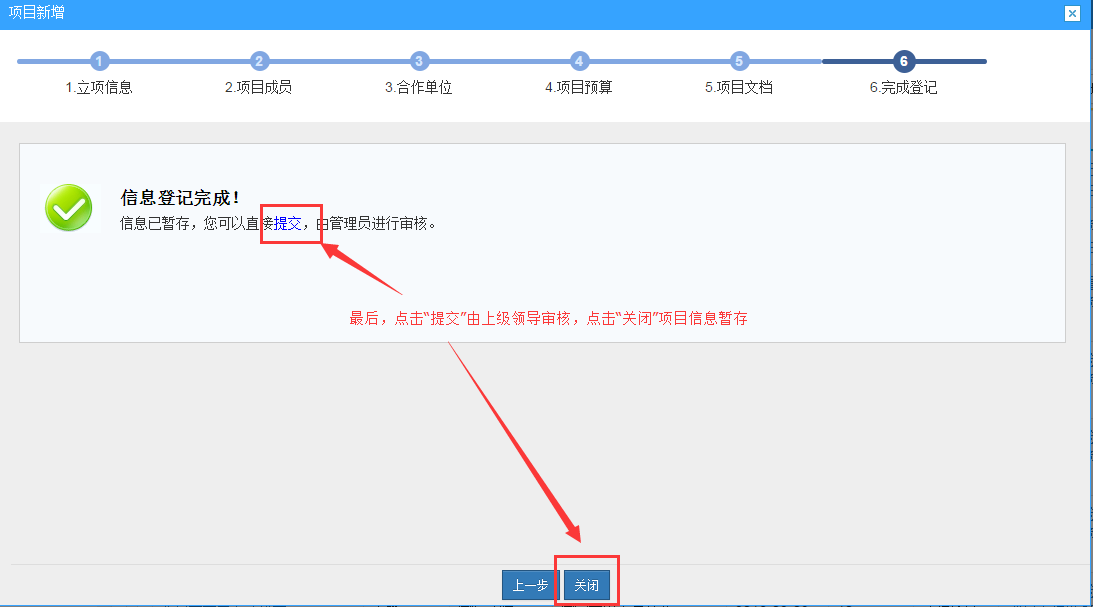 项目新增
1 2 3 4 5 6
1.立项信息 2.项目成员 3.合作单位 4.项目预算 5.项目文档 6.完成登记
信息登记完成！
信息已暂存，您可以直接提交，由管理员进行审核。
最后，点击“提交”由上级领导审核，点击“关闭”项目信息暂存
上一步 关闭